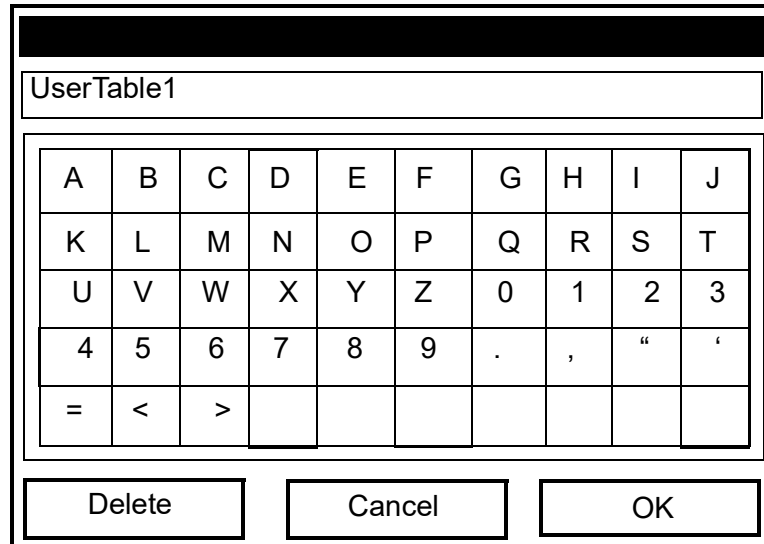 UserTable1
A B C D E F G H I J
K L M N O P Q R S T
U V W X Y Z 0 1 2 3
4 5 6 7 8 9 . , “ ‘
= < >
Delete Cancel OK